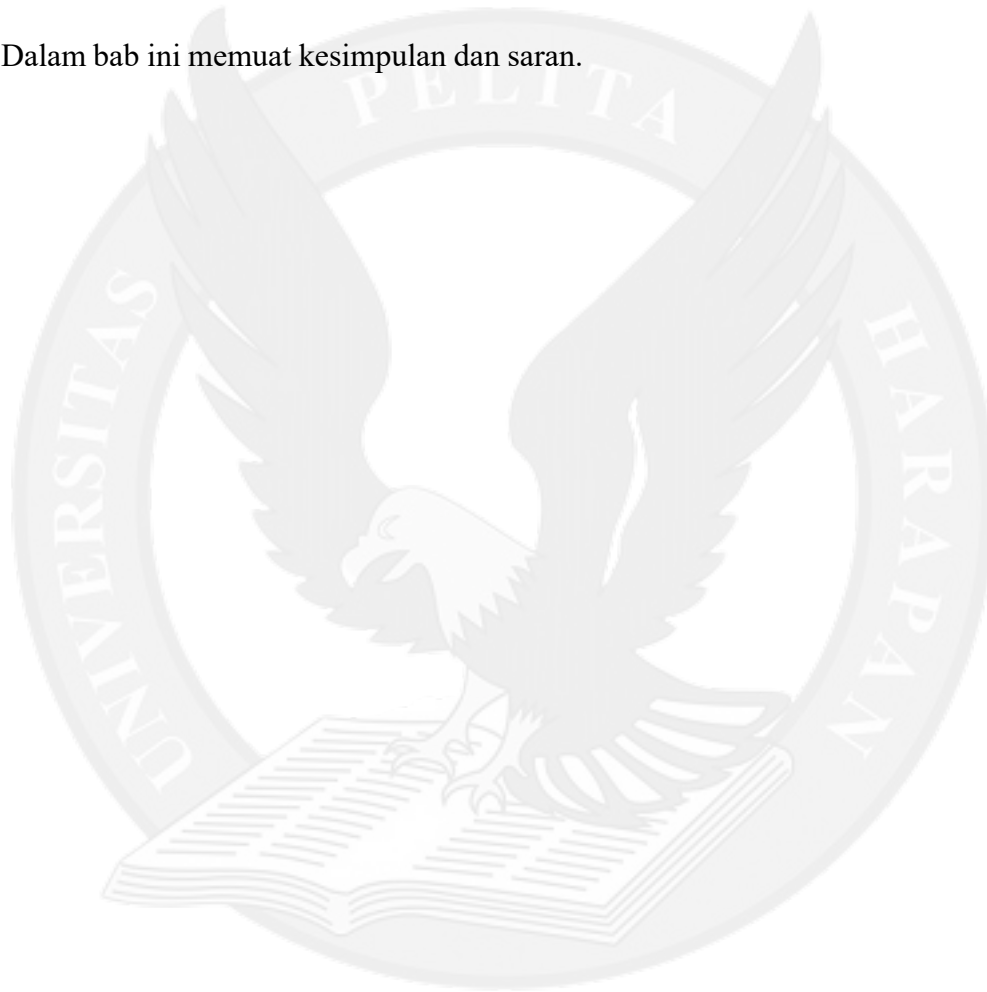 Dalam bab ini memuat kesimpulan dan saran.
PELITA
UNIVERSITAS
HARAPAN